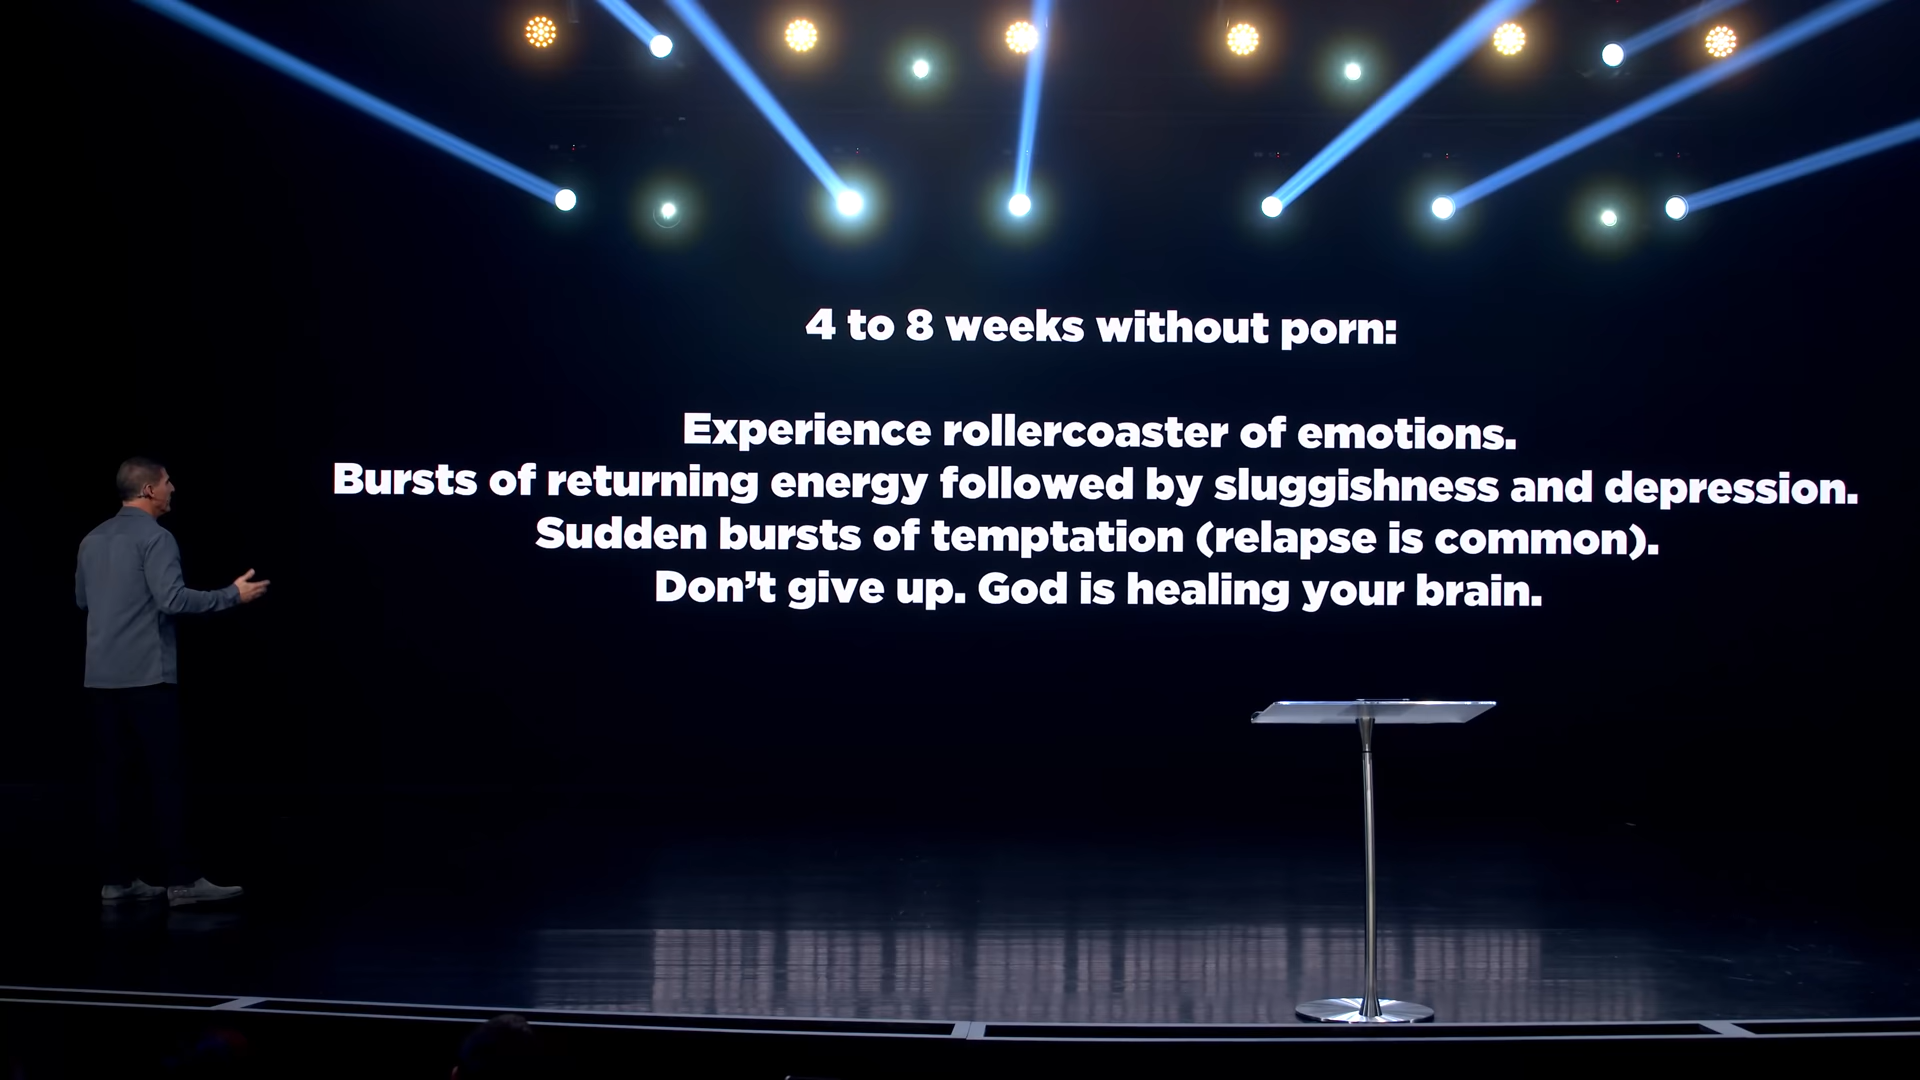 4 to 8 weeks without porn:
Experience rollercoaster of emotions.
Bursts of returning energy followed by sluggishness and depression.
Sudden bursts of temptation (relapse is common).
Don’t give up. God is healing your brain.